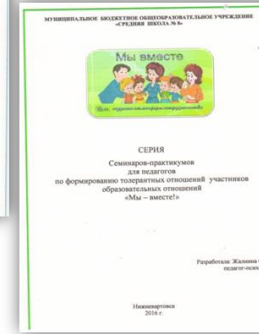 МУНИЦИПАЛЬНОЕ БЮДЖЕТНОЕ ОБЩЕОБРАЗОВАТЕЛЬНОЕ УЧРЕЖДЕНИЕ
«СРЕДНЯЯ ШКОЛА № 8»
Мы вместе
СЕРИЯ
Семинаров-практикумов
для педагогов
по формированию толерантных отношений участников
образовательных отношений
«Мы – вместе!»
Разработала
педагог-псих
Нижневартовск
2016 г.